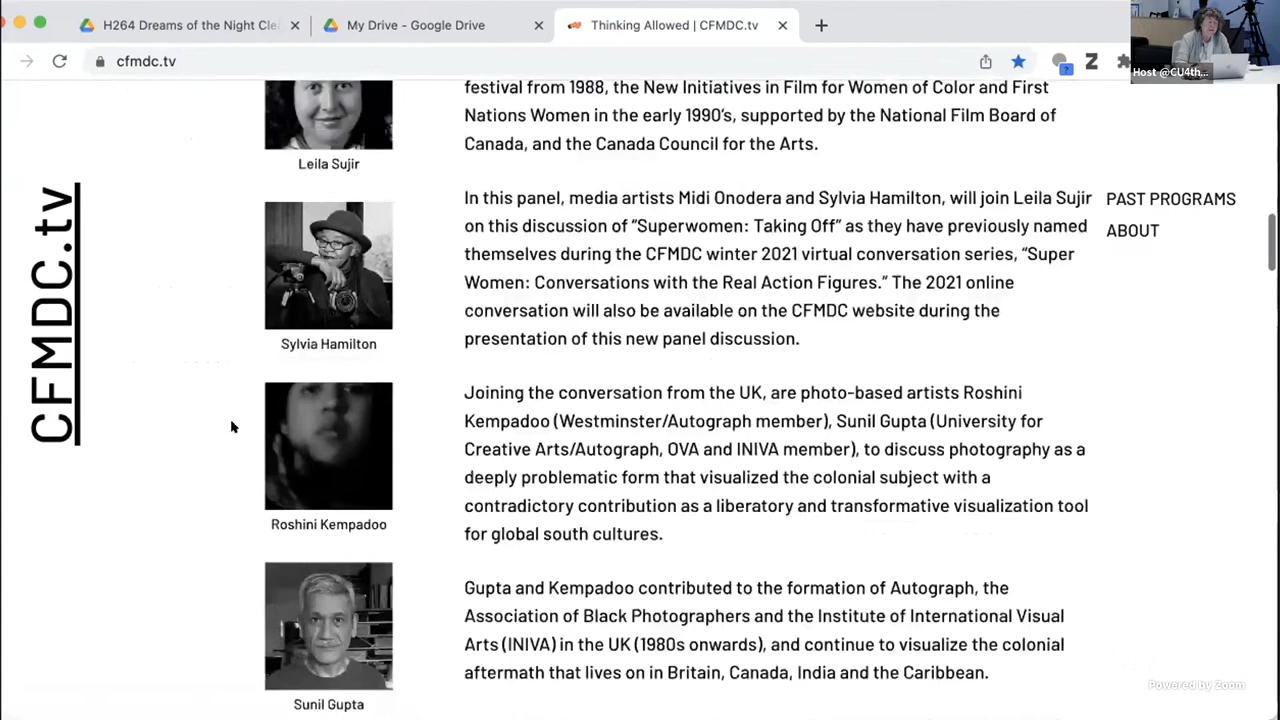 H264 Dreams of the Night Cle
My Drive - Google Drive
Thinking Allowed | CFMDC.tv
cfmdc.tv
Z
?
Host @CU4th...
CFMDC.tv
Leila Sujir
Sylvia Hamilton
Roshini Kempadoo
Sunil Gupta
festival from 1988, the New Initiatives in Film for Women of Color and First
Nations Women in the early 1990's, supported by the National Film Board of
Canada, and the Canada Council for the Arts.
In this panel, media artists Midi Onodera and Sylvia Hamilton, will join Leila Sujir
on this discussion of "Superwomen: Taking Off" as they have previously named
themselves during the CFMDC winter 2021 virtual conversation series, "Super
Women: Conversations with the Real Action Figures." The 2021 online
conversation will also be available on the CFMDC website during the
presentation of this new panel discussion.
Joining the conversation from the UK, are photo-based artists Roshini
Kempadoo (Westminster/Autograph member), Sunil Gupta (University for
Creative Arts/Autograph, OVA and INIVA member), to discuss photography as a
deeply problematic form that visualized the colonial subject with a
contradictory contribution as a liberatory and transformative visualization tool
for global south cultures.
Gupta and Kempadoo contributed to the formation of Autograph, the
Association of Black Photographers and the Institute of International Visual
Arts (INIVA) in the UK (1980s onwards), and continue to visualize the colonial
aftermath that lives on in Britain, Canada, India and the Caribbean.
PAST PROGRAMS
ABOUT
Powered by Zoom